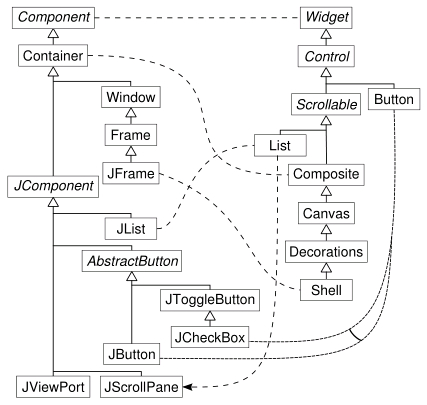 Component
Widget
Container
Control
Window
Scrollable
Button
Frame
List
JFrame
Composite
JComponent
Canvas
JList
Decorations
AbstractButton
Shell
JToggleButton
JCheckBox
JButton
JViewPort
JScrollPane